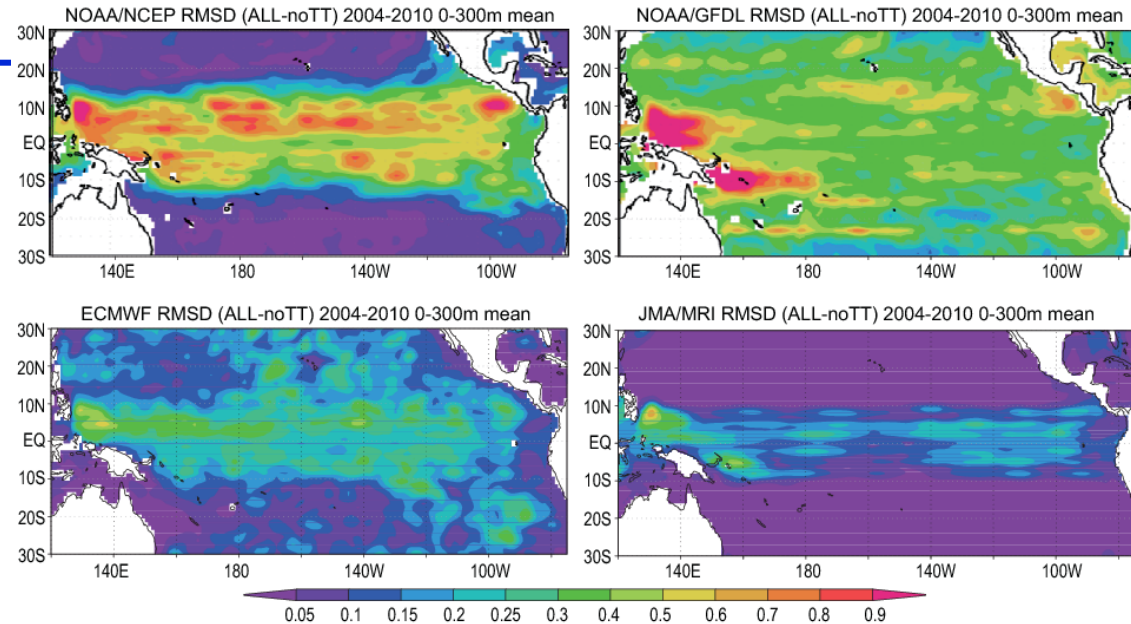 NOAA/NCEP RMSD (ALL-noTT) 2004-2010 0-300m mean
30N
20N
10N
EQ
10S
20S
30S
140E 180 140W 100W
NOAA/GFDL RMSD (ALL-noTT) 2004-2010 0-300m mean
30N
20N
10N
EQ
10S
20S
30S
140E 180 140W 100W
ECMWF RMSD (ALL-noTT) 2004-2010 0-300m mean
30N
20N
10N
EQ
10S
20S
30S
140E 180 140W 100W
JMA/MRI RMSD (ALL-noTT) 2004-2010 0-300m mean
30N
20N
10N
EQ
10S
20S
30S
140E 180 140W 100W
0.05 0.1 0.15 0.2 0.25 0.3 0.4 0.5 0.6 0.7 0.8 0.9